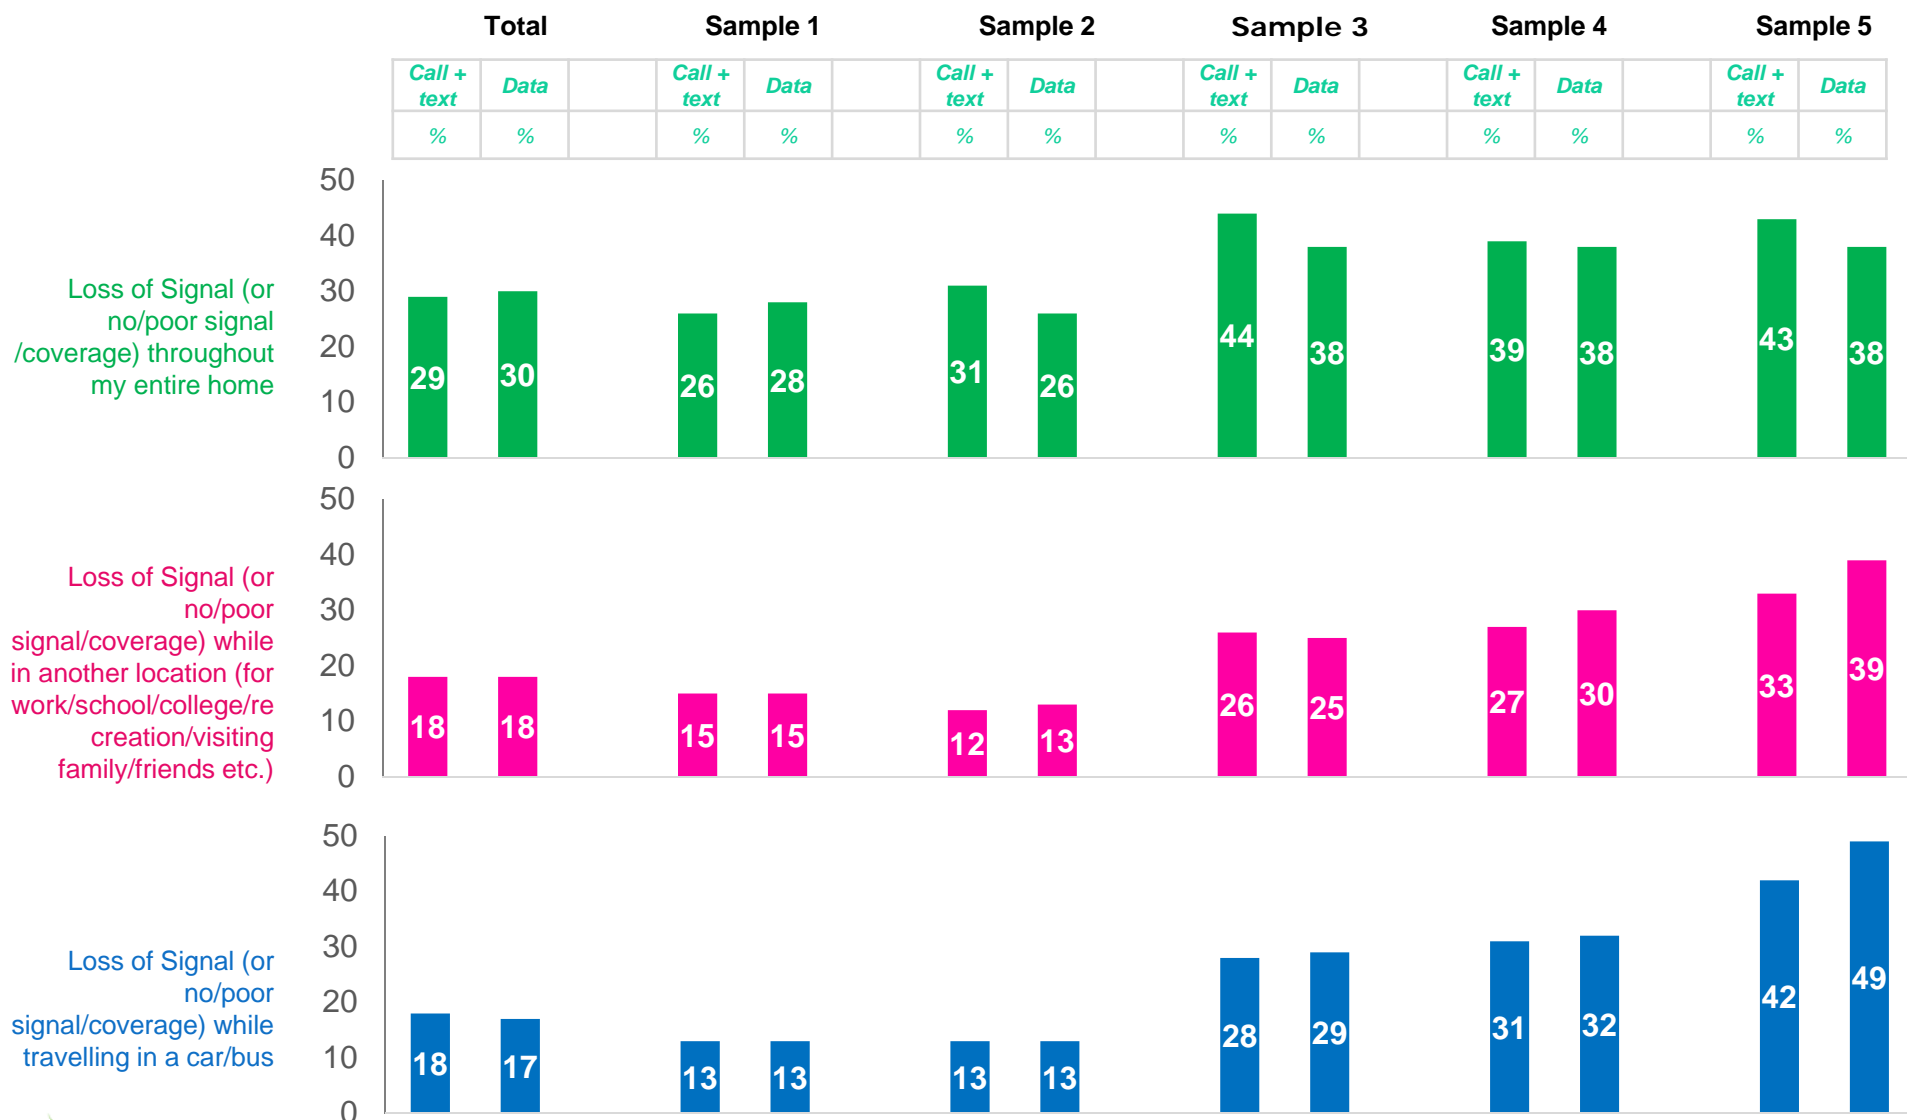 Total Sample 1 Sample 2 Sample 3 Sample 4 Sample 5
Call + Call + Call + Call + Call + Call +
text Data text Data text Data text Data text Data text Data
% % % % % % % % % % % %
50
40
30
20
10
0
Loss of Signal (or
no/poor signal
/coverage) throughout
my entire home
29 30 26 28 31 26 44 38 39 38 43 38
50
40
30
20
10
0
Loss of Signal (or
no/poor
signal/coverage) while
in another location (for
work/school/college/re
creation/visiting
family/friends etc.)
18 18 15 15 12 13 26 25 27 30 33 39
50
40
30
20
10
0
Loss of Signal (or
no/poor
signal/coverage) while
travelling in a car/bus
18 17 13 13 13 13 28 29 31 32 42 49